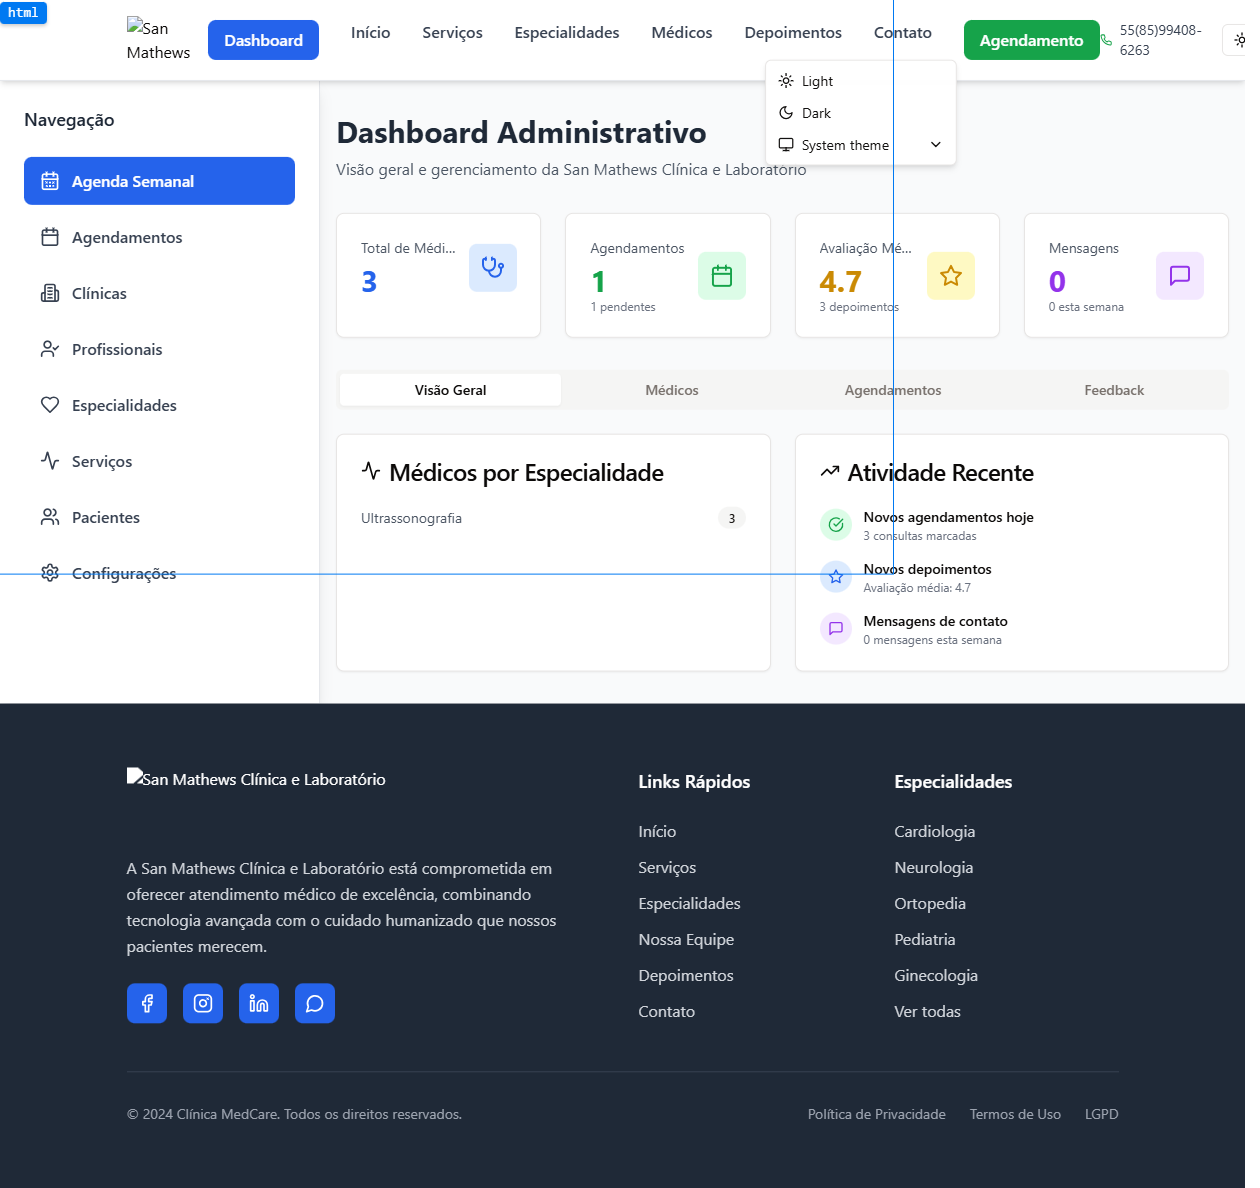 html
San
Mathews
Dashboard
Início
Serviços
Especialidades
Médicos
Depoimentos
Contato
Agendamento
55(85)99408-
6263
Light
Dark
System theme
Navegação
Agenda Semanal
Agendamentos
Clínicas
Profissionais
Especialidades
Serviços
Pacientes
Configurações
Dashboard Administrativo
Visão geral e gerenciamento da San Mathews Clínica e Laboratório
Total de Médi...
3
Agendamentos
1
1 pendentes
Avaliação Mé...
4.7
3 depoimentos
Mensagens
0
0 esta semana
Visão Geral
Médicos
Agendamentos
Feedback
Médicos por Especialidade
Ultrassonografia
3
Atividade Recente
Novos agendamentos hoje
3 consultas marcadas
Novos depoimentos
Avaliação média: 4.7
Mensagens de contato
0 mensagens esta semana
San Mathews Clínica e Laboratório
A San Mathews Clínica e Laboratório está comprometida em
oferecer atendimento médico de excelência, combinando
tecnologia avançada com o cuidado humanizado que nossos
pacientes merecem.
Links Rápidos
Início
Serviços
Especialidades
Nossa Equipe
Depoimentos
Contato
Especialidades
Cardiologia
Neurologia
Ortopedia
Pediatria
Ginecologia
Ver todas
© 2024 Clínica MedCare. Todos os direitos reservados.
Política de Privacidade
Termos de Uso
LGPD